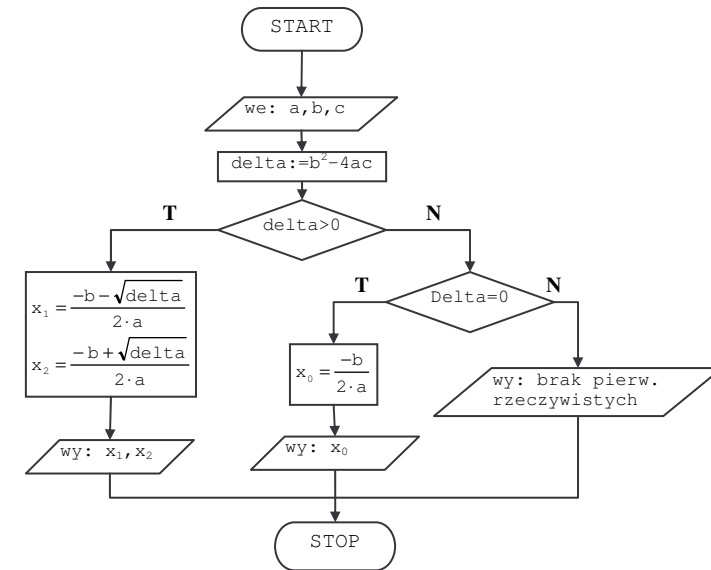 START
we: a,b,c
delta:=b²-4ac
T
delta>0
N
x₁ = (-b-√delta)/(2·a)
x₂ = (-b+√delta)/(2·a)
T
Delta=0
N
x₀ = -b/(2·a)
wy: brak pierw.
rzeczywistych
wy: x₁,x₂
wy: x₀
STOP